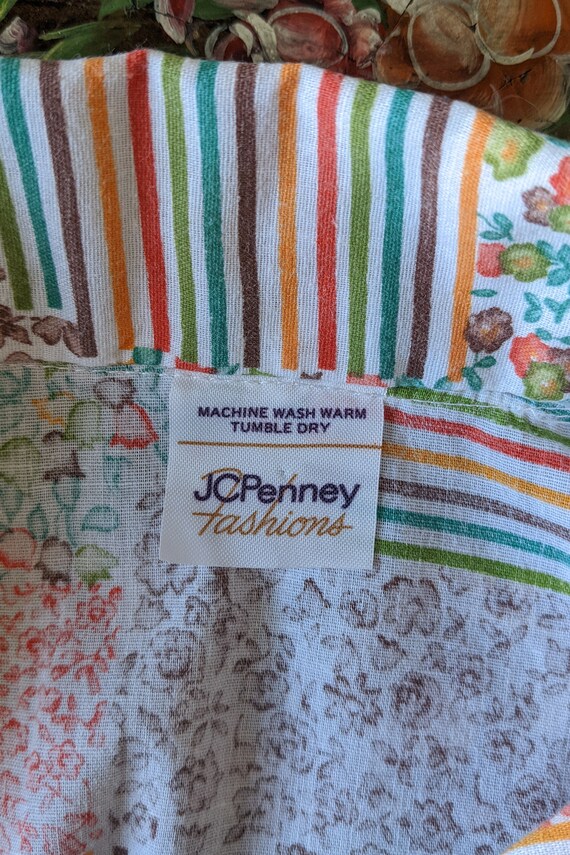 MACHINE WASH WARM
TUMBLE DRY
JCPenney
fashions